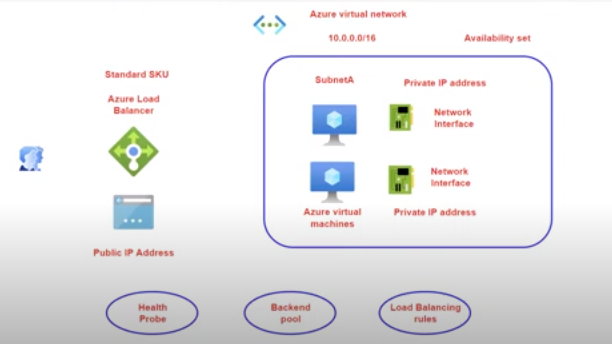 Azure virtual network
10.0.0.0/16
Availability set
Standard SKU
SubnetA
Private IP address
Azure Load
Balancer
Network
Interface
Network
Interface
Azure virtual
machines
Private IP address
Public IP Address
Health
Probe
Backend
pool
Load Balancing
rules